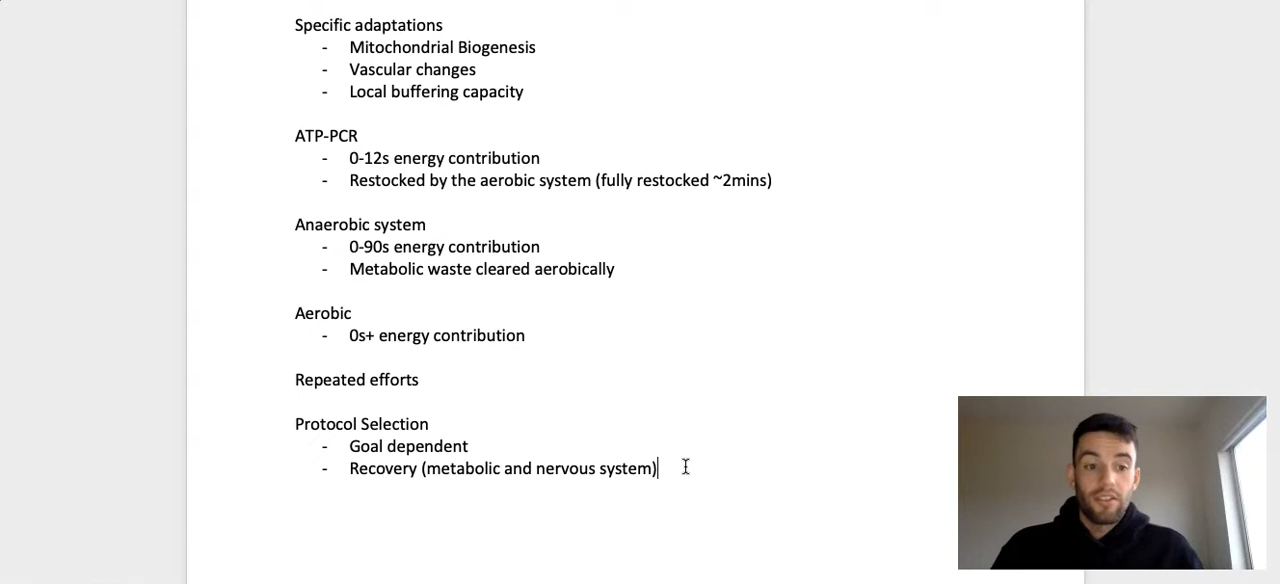 Specific adaptations
- Mitochondrial Biogenesis
- Vascular changes
- Local buffering capacity
ATP-PCR
- 0-12s energy contribution
- Restocked by the aerobic system (fully restocked ~2mins)
Anaerobic system
- 0-90s energy contribution
- Metabolic waste cleared aerobically
Aerobic
- 0s+ energy contribution
Repeated efforts
Protocol Selection
- Goal dependent
- Recovery (metabolic and nervous system)